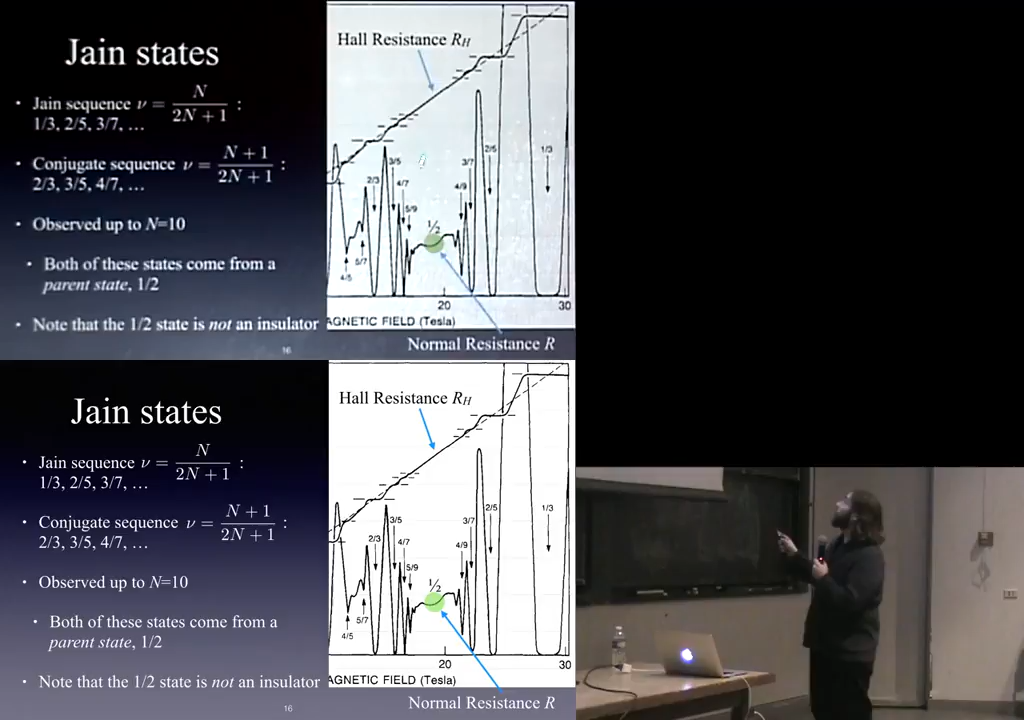 Jain states
• Jain sequence ν = N / 2N + 1 :
1/3, 2/5, 3/7, …
• Conjugate sequence ν = N + 1 / 2N + 1 :
2/3, 3/5, 4/7, …
• Observed up to N=10
• Both of these states come from a
parent state, 1/2
• Note that the 1/2 state is not an insulator
16
Hall Resistance RH
1/3
2/5
3/7
3/5
2/3
4/7
4/9
5/9
½
5/7
4/5
20
30
AGNETIC FIELD (Tesla)
Normal Resistance R
Jain states
• Jain sequence ν = N / 2N + 1 :
1/3, 2/5, 3/7, …
• Conjugate sequence ν = N + 1 / 2N + 1 :
2/3, 3/5, 4/7, …
• Observed up to N=10
• Both of these states come from a
parent state, 1/2
• Note that the 1/2 state is not an insulator
16
Hall Resistance RH
1/3
2/5
3/7
3/5
2/3
4/7
4/9
5/9
½
5/7
4/5
20
30
AGNETIC FIELD (Tesla)
Normal Resistance R